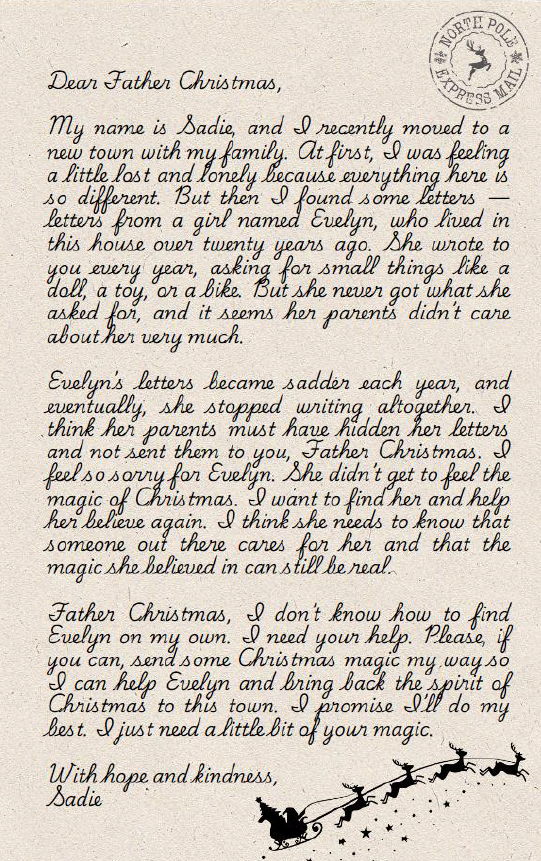 NORTH POLE
EXPRESS MAIL
Dear Father Christmas,
My name is Sadie, and I recently moved to a
new town with my family. At first, I was feeling
a little lost and lonely because everything here is
so different. But then I found some letters —
letters from a girl named Evelyn, who lived in
this house over twenty years ago. She wrote to
you every year, asking for small things like a
doll, a toy, or a bike. But she never got what she
asked for, and it seems her parents didn't care
about her very much.
Evelyn's letters became sadder each year, and
eventually, she stopped writing altogether. I
think her parents must have hidden her letters
and not sent them to you, Father Christmas. I
feel so sorry for Evelyn. She didn't get to feel the
magic of Christmas. I want to find her and help
her believe again. I think she needs to know that
someone out there cares for her and that the
magic she believed in can still be real.
Father Christmas, I don't know how to find
Evelyn on my own. I need your help. Please, if
you can, send some Christmas magic my way so
I can help Evelyn and bring back the spirit of
Christmas to this town. I promise I'll do my
best. I just need a little bit of your magic.
With hope and kindness,
Sadie